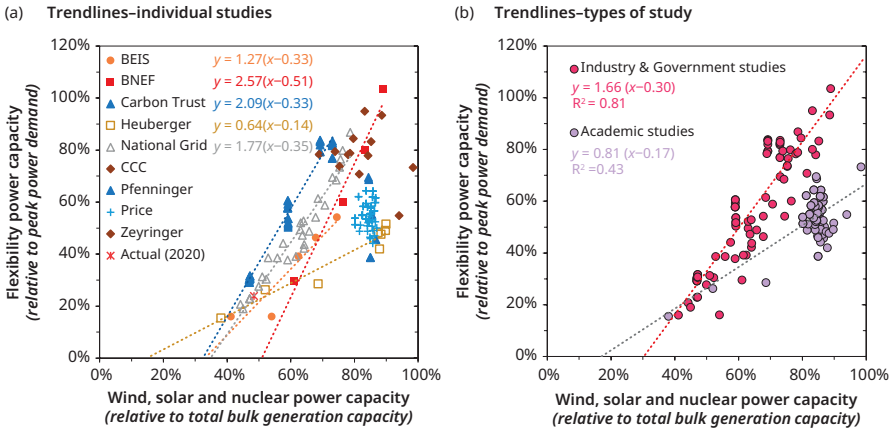 (a) Trendlines–individual studies
120%
100%
80%
60%
40%
20%
0%
0% 20% 40% 60% 80% 100%
Flexibility power capacity
(relative to peak power demand)
Wind, solar and nuclear power capacity
(relative to total bulk generation capacity)
BEIS y = 1.27(x−0.33)
BNEF y = 2.57(x−0.51)
Carbon Trust y = 2.09(x−0.33)
Heuberger y = 0.64(x−0.14)
National Grid y = 1.77(x−0.35)
CCC
Pfenninger
Price
Zeyringer
Actual (2020)
(b) Trendlines–types of study
120%
100%
80%
60%
40%
20%
0%
0% 20% 40% 60% 80% 100%
Flexibility power capacity
(relative to peak power demand)
Wind, solar and nuclear power capacity
(relative to total bulk generation capacity)
Industry & Government studies
y = 1.66 (x−0.30)
R² = 0.81
Academic studies
y = 0.81 (x−0.17)
R² =0.43